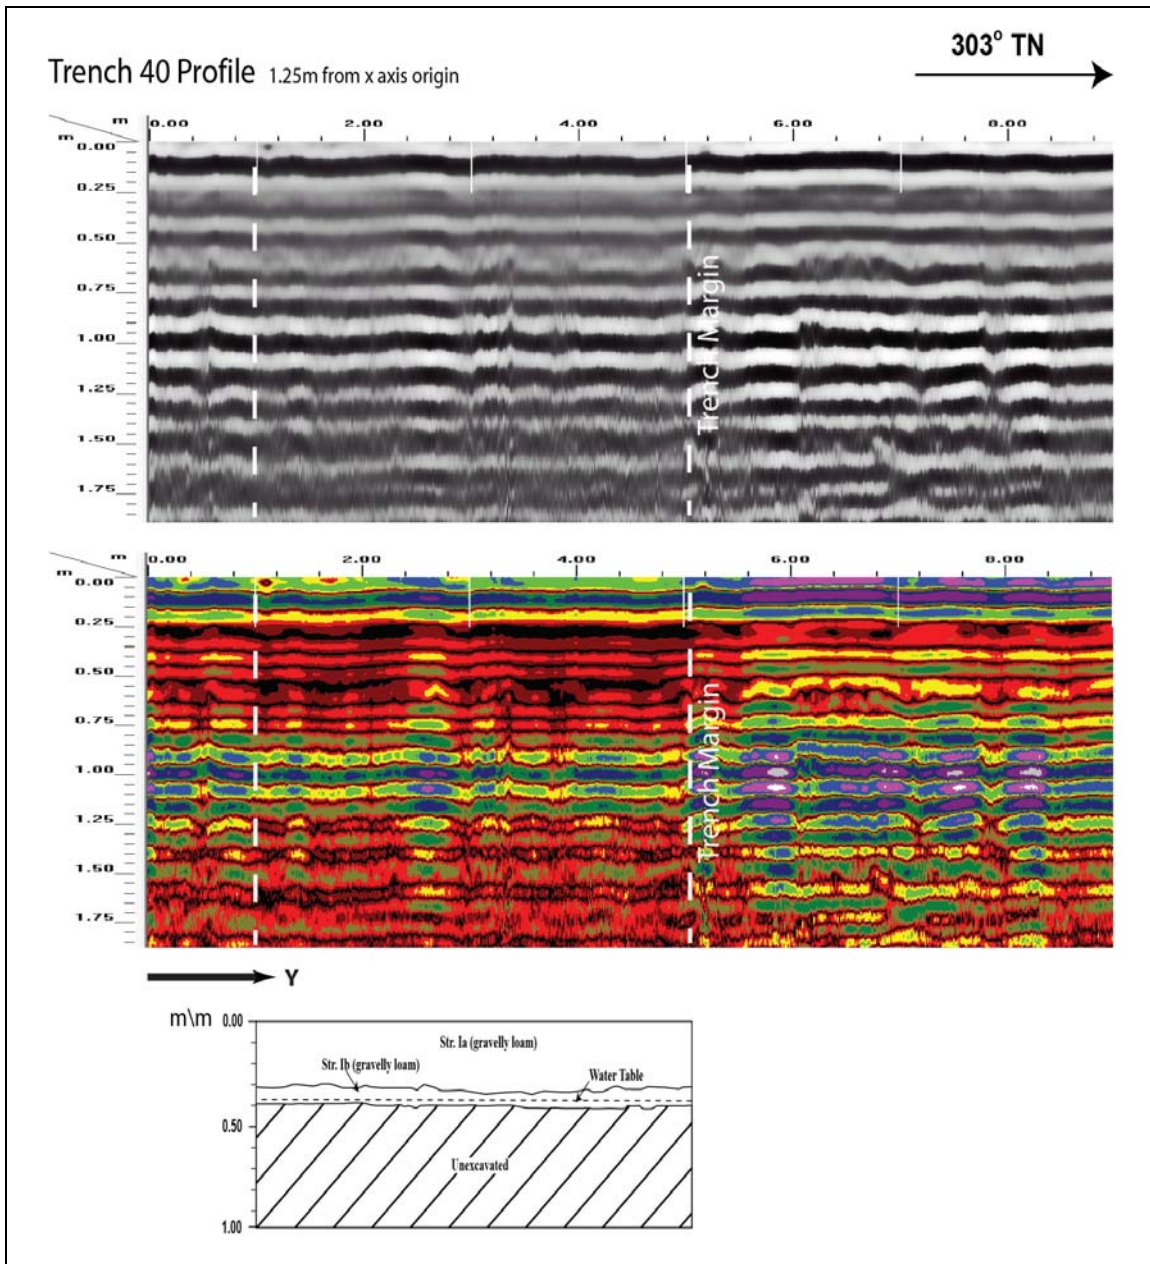 303° TN
Trench 40 Profile 1.25m from x axis origin
m 0.00 2.00 4.00 6.00 8.00
m
0.00
0.25
0.50
0.75
1.00
1.25
1.50
1.75
Trench Margin
m 0.00 2.00 4.00 6.00 8.00
m
0.00
0.25
0.50
0.75
1.00
1.25
1.50
1.75
Trench Margin
Y
m\m 0.00
Str. Ia (gravelly loam)
Str. Ib (gravelly loam)
Water Table
0.50
Unexcavated
1.00